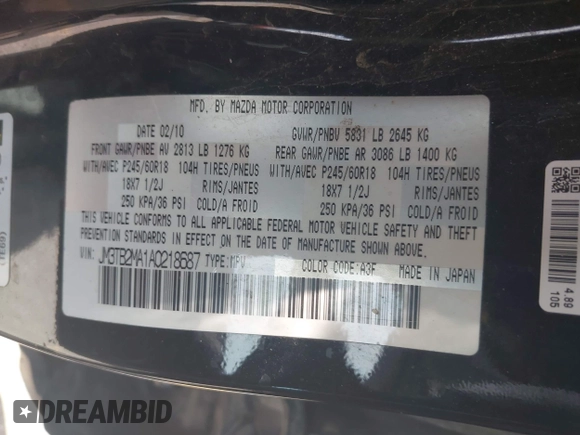 MFD. BY MAZDA MOTOR CORPORATION
DATE 02/10 GVWR/PNBV 5831 LB 2645 KG
FRONT GAWR/PNBE AV 2813 LB 1276 KG REAR GAWR/PNBE AR 3086 LB 1400 KG
WITH/AVEC P245/60R18 104H TIRES/PNEUS WITH/AVEC P245/60R18 104H TIRES/PNEUS
18X7 1/2J RIMS/JANTES 18X7 1/2J RIMS/JANTES
250 KPA/36 PSI COLD/A FROID 250 KPA/36 PSI COLD/A FROID
THIS VEHICLE CONFORMS TO ALL APPLICABLE FEDERAL MOTOR VEHICLE SAFETY AND THEFT
PREVENTION STANDARDS IN EFFECT ON THE DATE OF MANUFACTURE SHOWN ABOVE.
VIN: JM3TB2MA1A0218587 TYPE:MPV COLOR CODE:A3F MADE IN JAPAN
4.89
105
DREAMBID